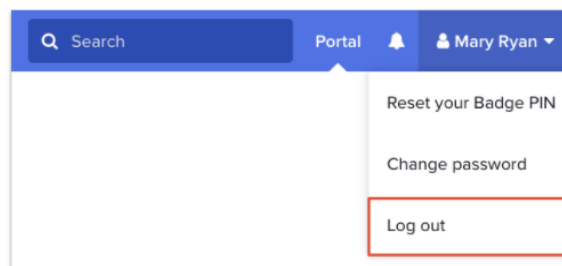 Search
Portal
Mary Ryan
Reset your Badge PIN
Change password
Log out